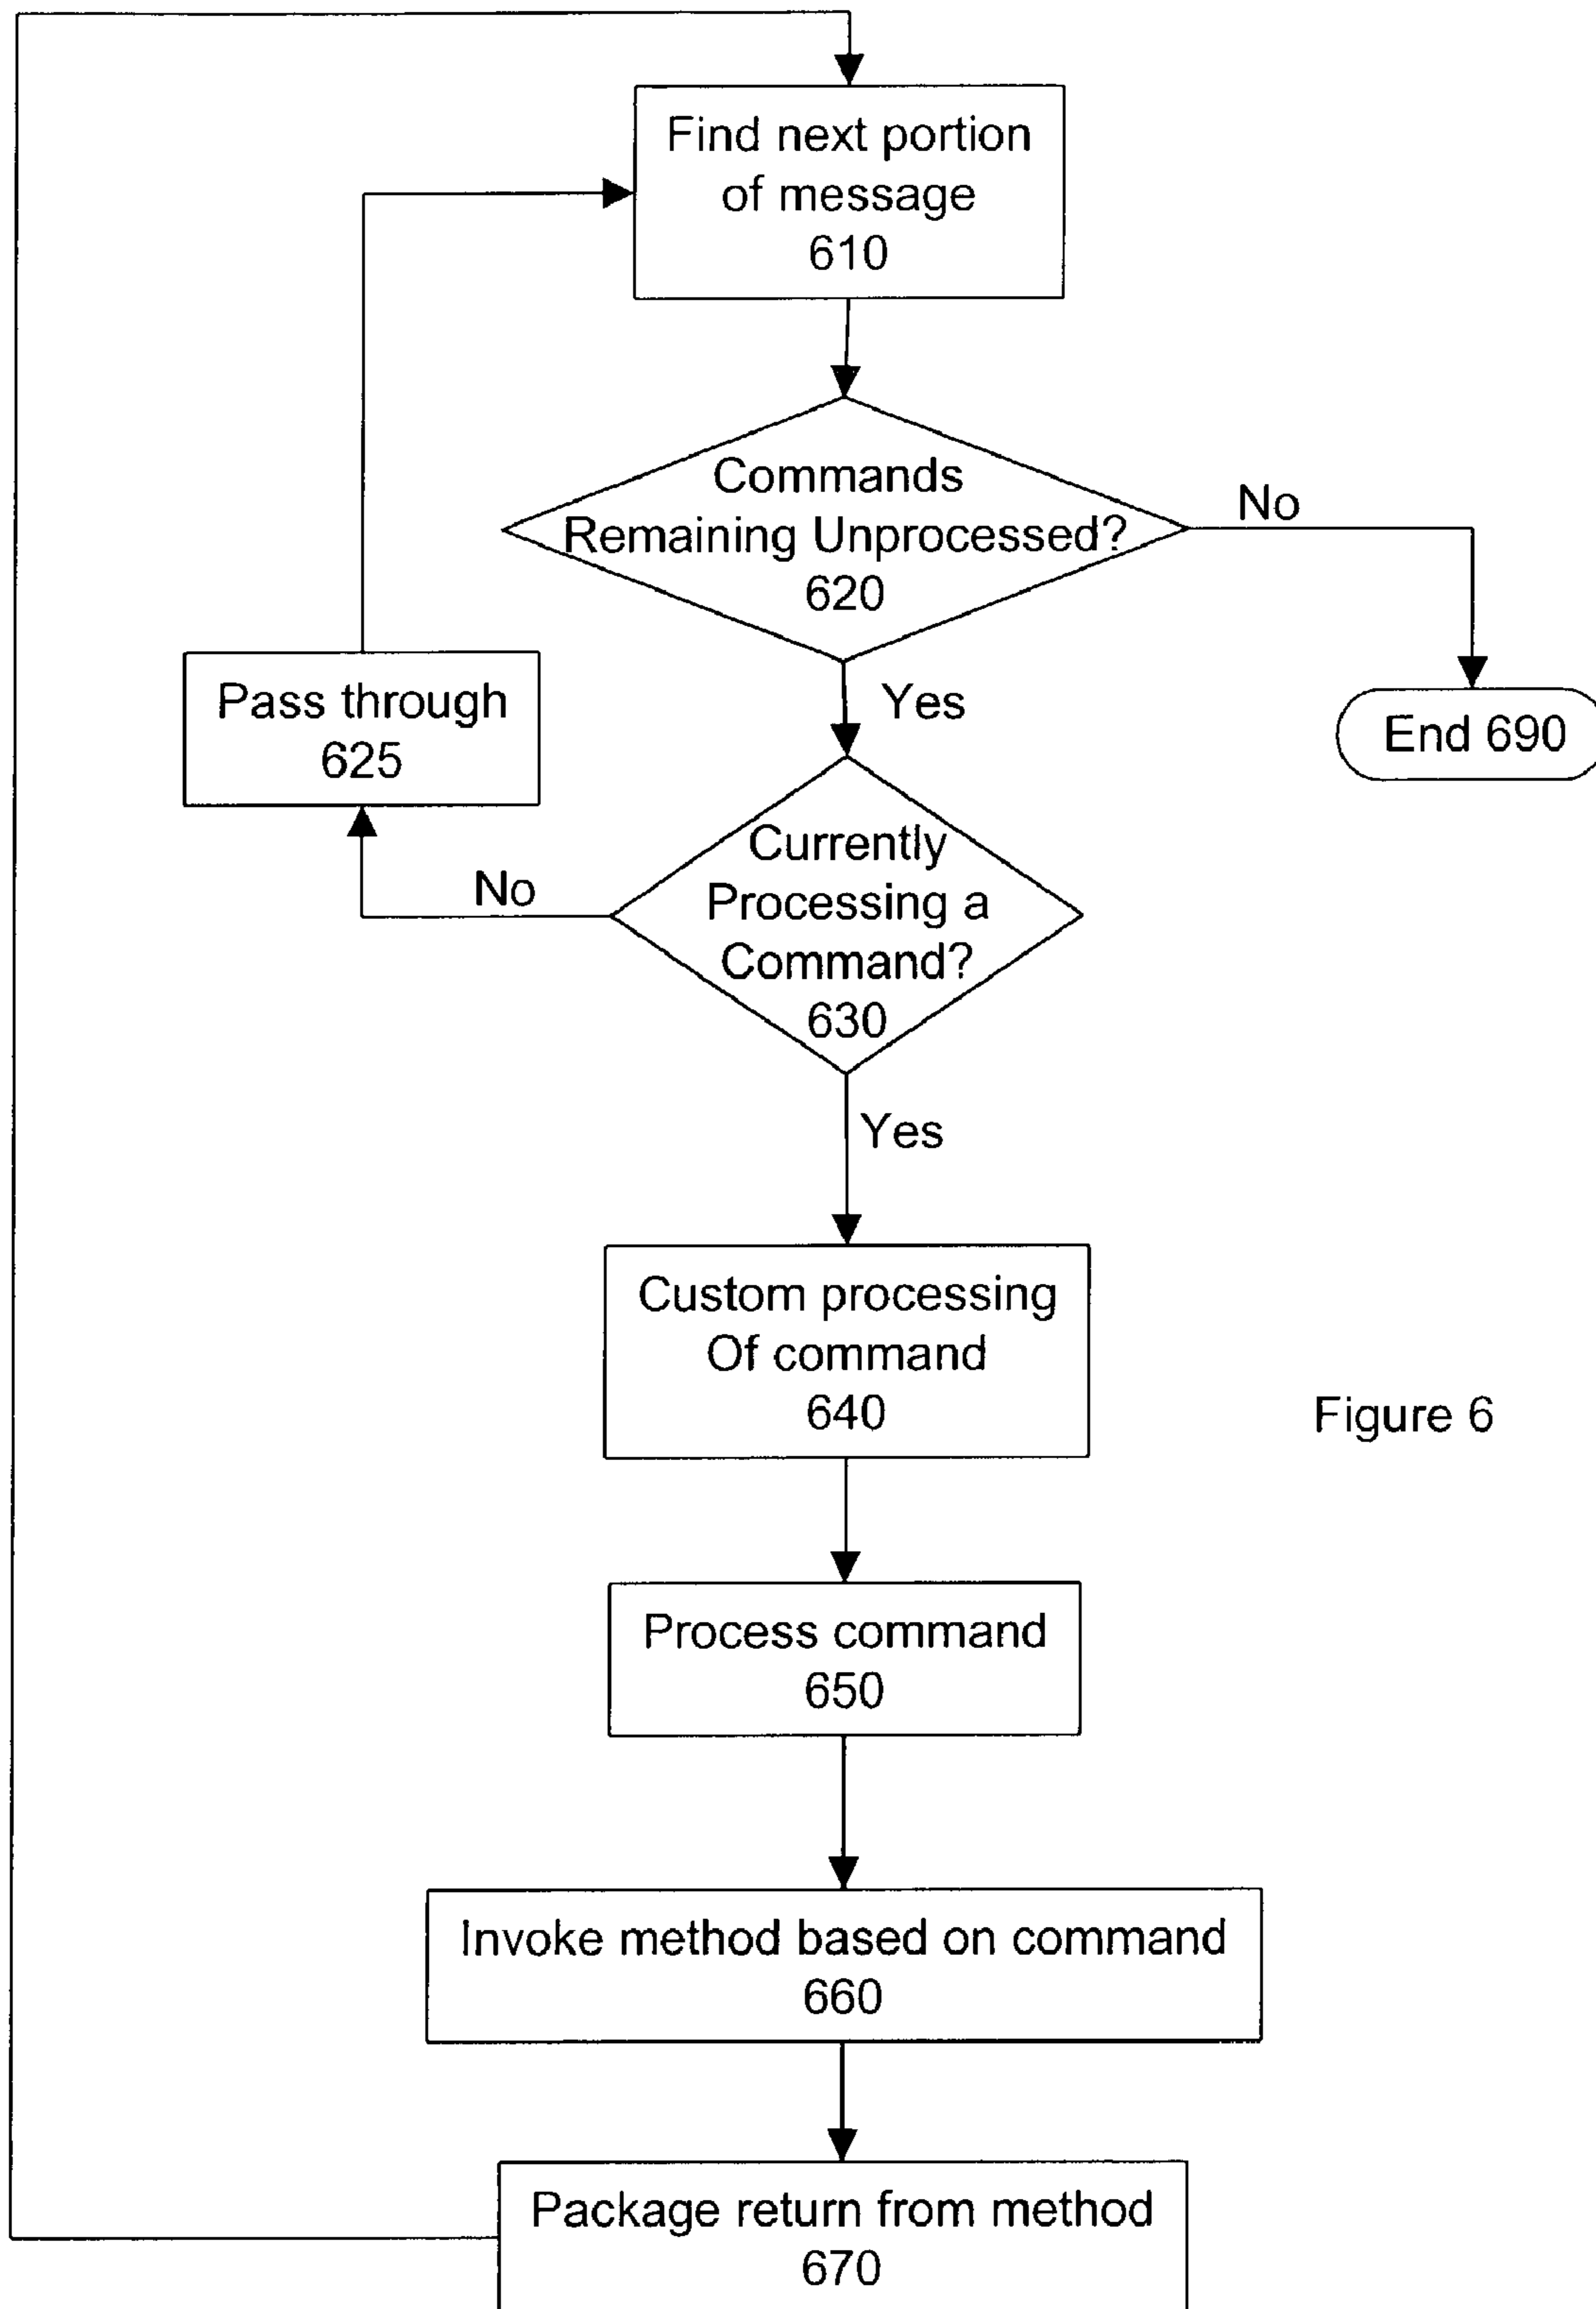 Find next portion
of message
610
Commands
Remaining Unprocessed?
620
No
Yes
Pass through
625
End 690
Currently
Processing a
Command?
630
No
Yes
Custom processing
Of command
640
Figure 6
Process command
650
Invoke method based on command
660
Package return from method
670